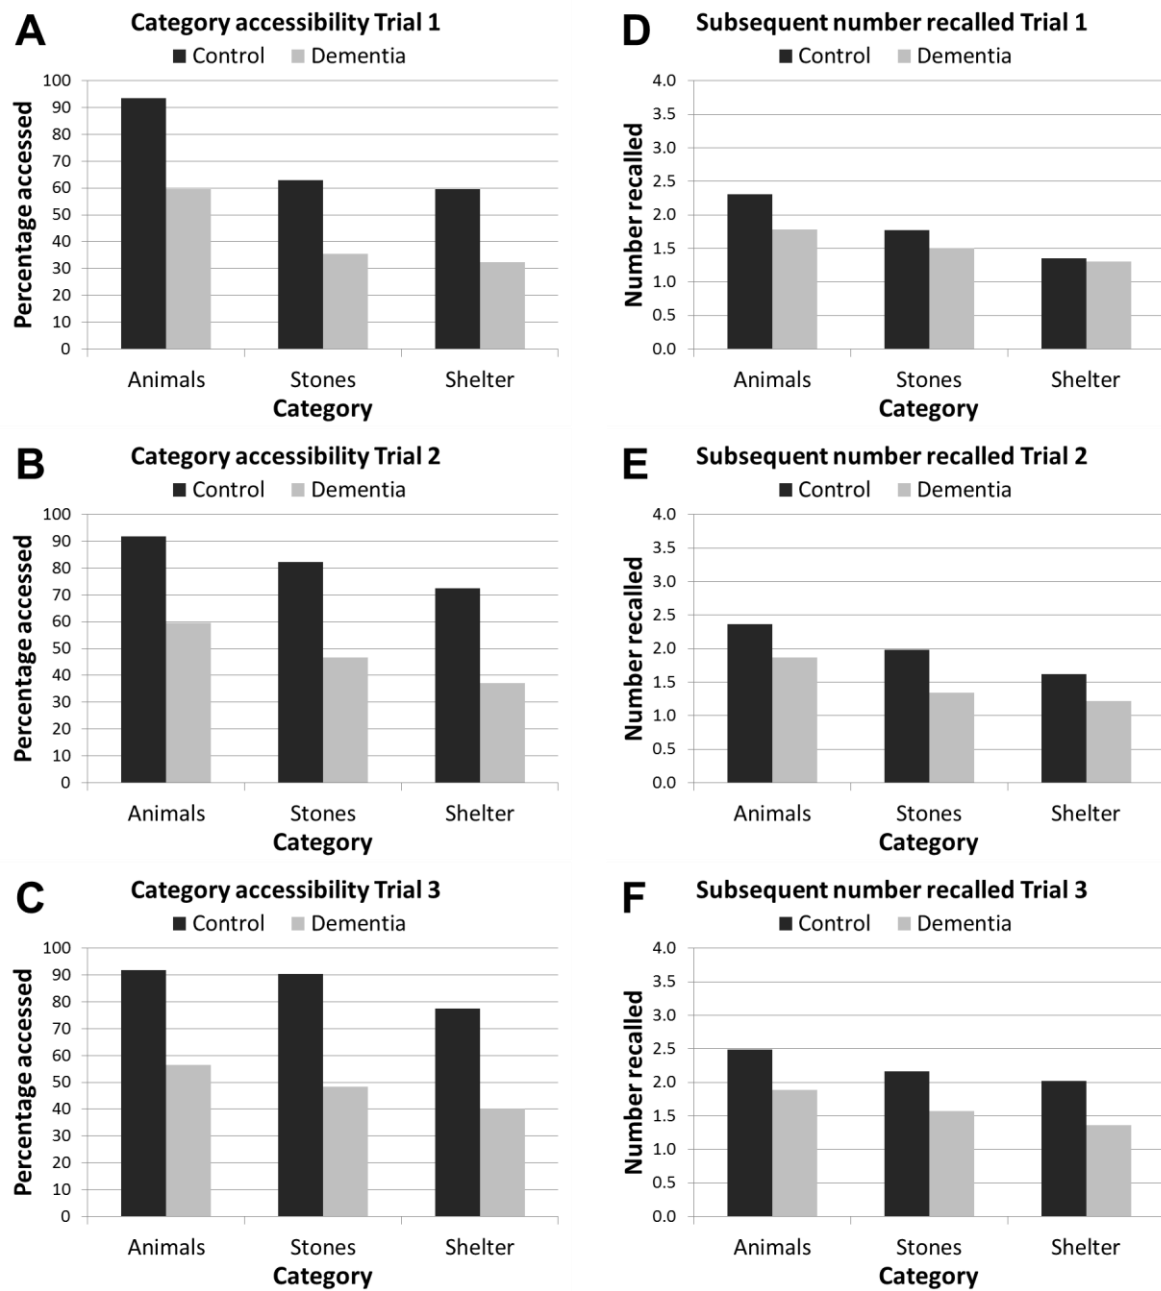 A
Category accessibility Trial 1
Control Dementia
Percentage accessed
100
90
80
70
60
50
40
30
20
10
0
Animals Stones Shelter
Category
D
Subsequent number recalled Trial 1
Control Dementia
Number recalled
4.0
3.5
3.0
2.5
2.0
1.5
1.0
0.5
0.0
Animals Stones Shelter
Category
B
Category accessibility Trial 2
Control Dementia
Percentage accessed
100
90
80
70
60
50
40
30
20
10
0
Animals Stones Shelter
Category
E
Subsequent number recalled Trial 2
Control Dementia
Number recalled
4.0
3.5
3.0
2.5
2.0
1.5
1.0
0.5
0.0
Animals Stones Shelter
Category
C
Category accessibility Trial 3
Control Dementia
Percentage accessed
100
90
80
70
60
50
40
30
20
10
0
Animals Stones Shelter
Category
F
Subsequent number recalled Trial 3
Control Dementia
Number recalled
4.0
3.5
3.0
2.5
2.0
1.5
1.0
0.5
0.0
Animals Stones Shelter
Category